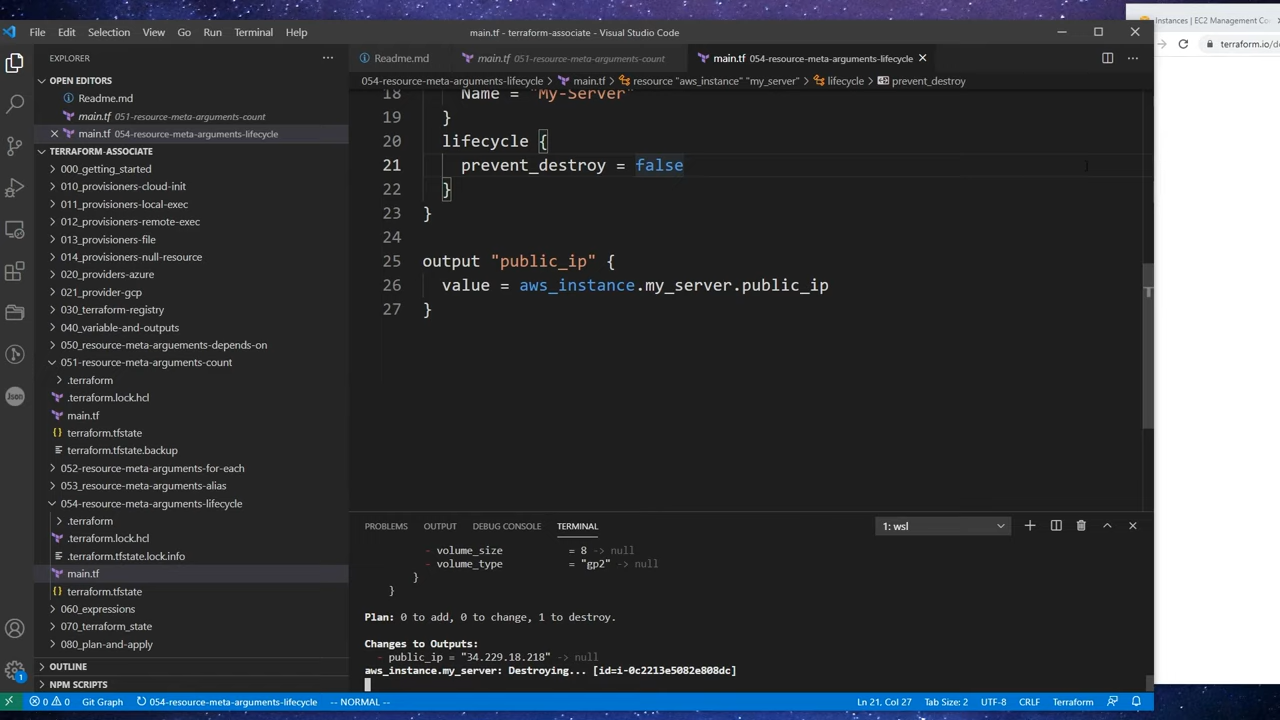 Instances | EC2 Management Co
File Edit Selection View Go Run Terminal Help
main.tf - terraform-associate - Visual Studio Code
terraform.io/d
EXPLORER
OPEN EDITORS
Readme.md
main.tf 051-resource-meta-arguments-count
main.tf 054-resource-meta-arguments-lifecycle
TERRAFORM-ASSOCIATE
000_getting_started
010_provisioners-cloud-init
011_provisioners-local-exec
012_provisioners-remote-exec
013_provisioners-file
014_provisioners-null-resource
020_providers-azure
021_provider-gcp
030_terraform-registry
040_variable-and-outputs
050_resource-meta-arguements-depends-on
051-resource-meta-arguments-count
.terraform
.terraform.lock.hcl
main.tf
terraform.tfstate
terraform.tfstate.backup
052-resource-meta-arguments-for-each
053_resource-meta-arguments-alias
054-resource-meta-arguments-lifecycle
.terraform
.terraform.lock.hcl
.terraform.tfstate.lock.info
main.tf
terraform.tfstate
060_expressions
070_terraform_state
080_plan-and-apply
OUTLINE
NPM SCRIPTS
Json
1
Readme.md
main.tf 051-resource-meta-arguments-count
main.tf 054-resource-meta-arguments-lifecycle
054-resource-meta-arguments-lifecycle > main.tf > resource "aws_instance" "my_server" > lifecycle > prevent_destroy
18 Name = "My-Server"
19 }
20 lifecycle {
21 prevent_destroy = false
22 }
23 }
24
25 output "public_ip" {
26 value = aws_instance.my_server.public_ip
27 }
PROBLEMS OUTPUT DEBUG CONSOLE TERMINAL
1: wsl
- volume_size = 8 -> null
- volume_type = "gp2" -> null
}
}
Plan: 0 to add, 0 to change, 1 to destroy.
Changes to Outputs:
- public_ip = "34.229.18.218" -> null
aws_instance.my_server: Destroying... [id=i-0c2213e5082e808dc]
0 0 Git Graph 054-resource-meta-arguments-lifecycle -- NORMAL -- Ln 21, Col 27 Tab Size: 2 UTF-8 CRLF Terraform